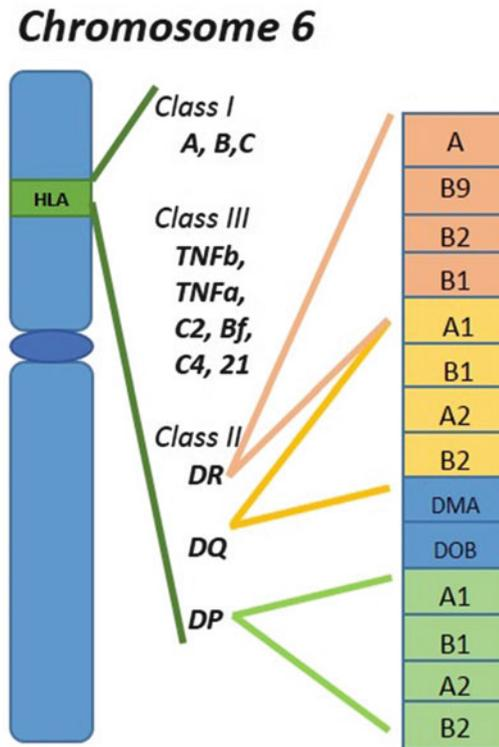 Chromosome 6
HLA
Class I
A, B,C
Class III
TNFb,
TNFa,
C2, Bf,
C4, 21
Class II
DR
DQ
DP
A
B9
B2
B1
A1
B1
A2
B2
DMA
DOB
A1
B1
A2
B2